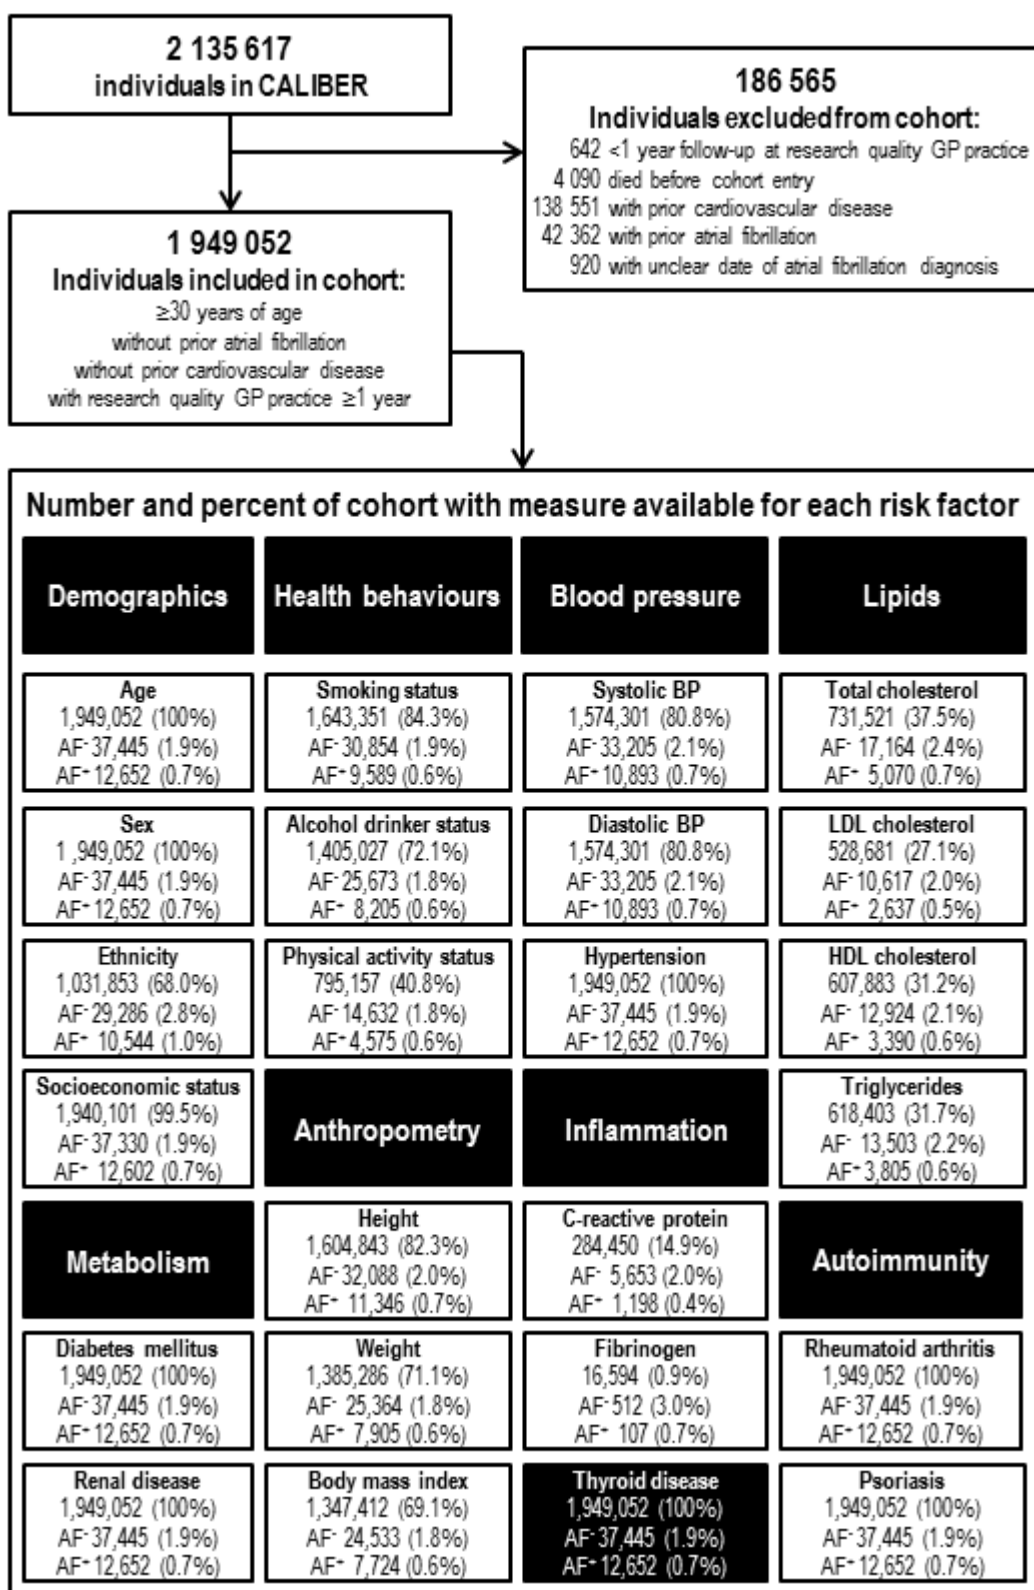 2 135 617
individuals in CALIBER
186 565
Individuals excluded from cohort:
642 <1 year follow-up at research quality GP practice
4 090 died before cohort entry
138 551 with prior cardiovascular disease
42 362 with prior atrial fibrillation
920 with unclear date of atrial fibrillation diagnosis
1 949 052
Individuals included in cohort:
≥30 years of age
without prior atrial fibrillation
without prior cardiovascular disease
with research quality GP practice ≥1 year
Number and percent of cohort with measure available for each risk factor
Demographics
Health behaviours
Blood pressure
Lipids
Age
1,949,052 (100%)
AF⁻ 37,445 (1.9%)
AF⁺ 12,652 (0.7%)
Smoking status
1,643,351 (84.3%)
AF⁻ 30,854 (1.9%)
AF⁺ 9,589 (0.6%)
Systolic BP
1,574,301 (80.8%)
AF⁻ 33,205 (2.1%)
AF⁺ 10,893 (0.7%)
Total cholesterol
731,521 (37.5%)
AF⁻ 17,164 (2.4%)
AF⁺ 5,070 (0.7%)
Sex
1 ,949,052 (100%)
AF⁻ 37,445 (1.9%)
AF⁺ 12,652 (0.7%)
Alcohol drinker status
1,405,027 (72.1%)
AF⁻ 25,673 (1.8%)
AF⁺ 8,205 (0.6%)
Diastolic BP
1,574,301 (80.8%)
AF⁻ 33,205 (2.1%)
AF⁺ 10,893 (0.7%)
LDL cholesterol
528,681 (27.1%)
AF⁻ 10,617 (2.0%)
AF⁺ 2,637 (0.5%)
Ethnicity
1,031,853 (68.0%)
AF⁻ 29,286 (2.8%)
AF⁺ 10,544 (1.0%)
Physical activity status
795,157 (40.8%)
AF⁻ 14,632 (1.8%)
AF⁺ 4,575 (0.6%)
Hypertension
1,949,052 (100%)
AF⁻ 37,445 (1.9%)
AF⁺ 12,652 (0.7%)
HDL cholesterol
607,883 (31.2%)
AF⁻ 12,924 (2.1%)
AF⁺ 3,390 (0.6%)
Socioeconomic status
1,940,101 (99.5%)
AF⁻ 37,330 (1.9%)
AF⁺ 12,602 (0.7%)
Anthropometry
Inflammation
Triglycerides
618,403 (31.7%)
AF⁻ 13,503 (2.2%)
AF⁺ 3,805 (0.6%)
Metabolism
Height
1,604,843 (82.3%)
AF⁻ 32,088 (2.0%)
AF⁺ 11,346 (0.7%)
C-reactive protein
284,450 (14.9%)
AF⁻ 5,653 (2.0%)
AF⁺ 1,198 (0.4%)
Autoimmunity
Diabetes mellitus
1,949,052 (100%)
AF⁻ 37,445 (1.9%)
AF⁺ 12,652 (0.7%)
Weight
1,385,286 (71.1%)
AF⁻ 25,364 (1.8%)
AF⁺ 7,905 (0.6%)
Fibrinogen
16,594 (0.9%)
AF⁻ 512 (3.0%)
AF⁺ 107 (0.7%)
Rheumatoid arthritis
1,949,052 (100%)
AF⁻ 37,445 (1.9%)
AF⁺ 12,652 (0.7%)
Renal disease
1,949,052 (100%)
AF⁻ 37,445 (1.9%)
AF⁺ 12,652 (0.7%)
Body mass index
1,347,412 (69.1%)
AF⁻ 24,533 (1.8%)
AF⁺ 7,724 (0.6%)
Thyroid disease
1,949,052 (100%)
AF⁻ 37,445 (1.9%)
AF⁺ 12,652 (0.7%)
Psoriasis
1,949,052 (100%)
AF⁻ 37,445 (1.9%)
AF⁺ 12,652 (0.7%)